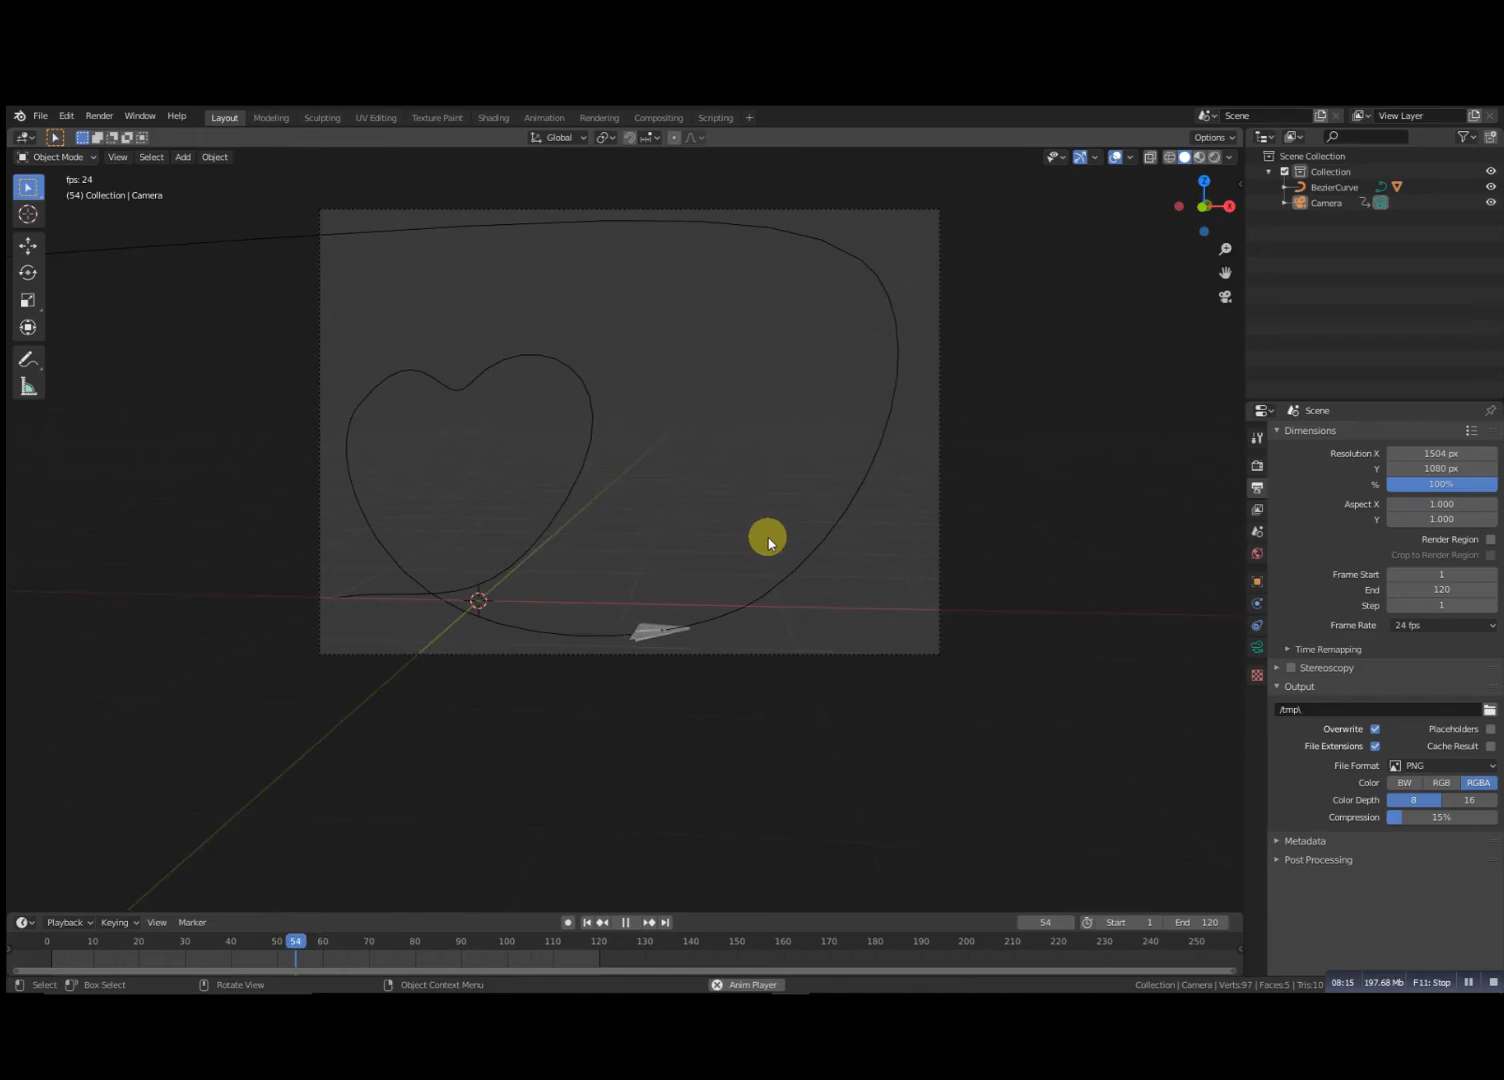 File Edit Render Window Help Layout Modeling Sculpting UV Editing Texture Paint Shading Animation Rendering Compositing Scripting + Scene View Layer
Global Options
Object Mode View Select Add Object
fps: 24
(54) Collection | Camera
Z
X
Scene Collection
Collection
BezierCurve
Camera
Scene
Dimensions
Resolution X 1504 px
Y 1080 px
% 100%
Aspect X 1.000
Y 1.000
Render Region
Crop to Render Region
Frame Start 1
End 120
Step 1
Frame Rate 24 fps
Time Remapping
Stereoscopy
Output
/tmp\
Overwrite Placeholders
File Extensions Cache Result
File Format PNG
Color BW RGB RGBA
Color Depth 8 16
Compression 15%
Metadata
Post Processing
Playback Keying View Marker 54 Start 1 End 120
0 10 20 30 40 50 54 60 70 80 90 100 110 120 130 140 150 160 170 180 190 200 210 220 230 240 250
Select Box Select Rotate View Object Context Menu Anim Player Collection | Camera | Verts:97 | Faces:5 | Tris:10 08:15 197.68 Mb F11: Stop